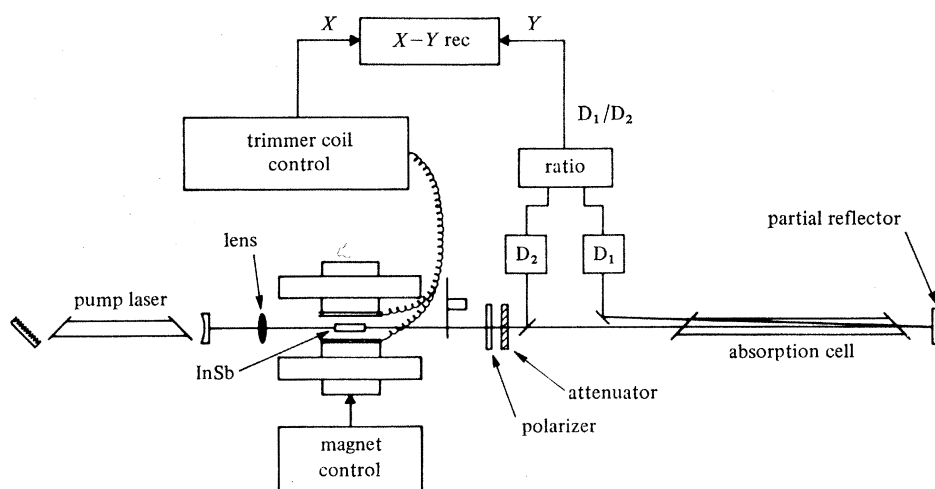 X
X–Y rec
Y
D₁/D₂
trimmer coil
control
ratio
partial reflector
lens
D₂
D₁
pump laser
absorption cell
InSb
attenuator
polarizer
magnet
control